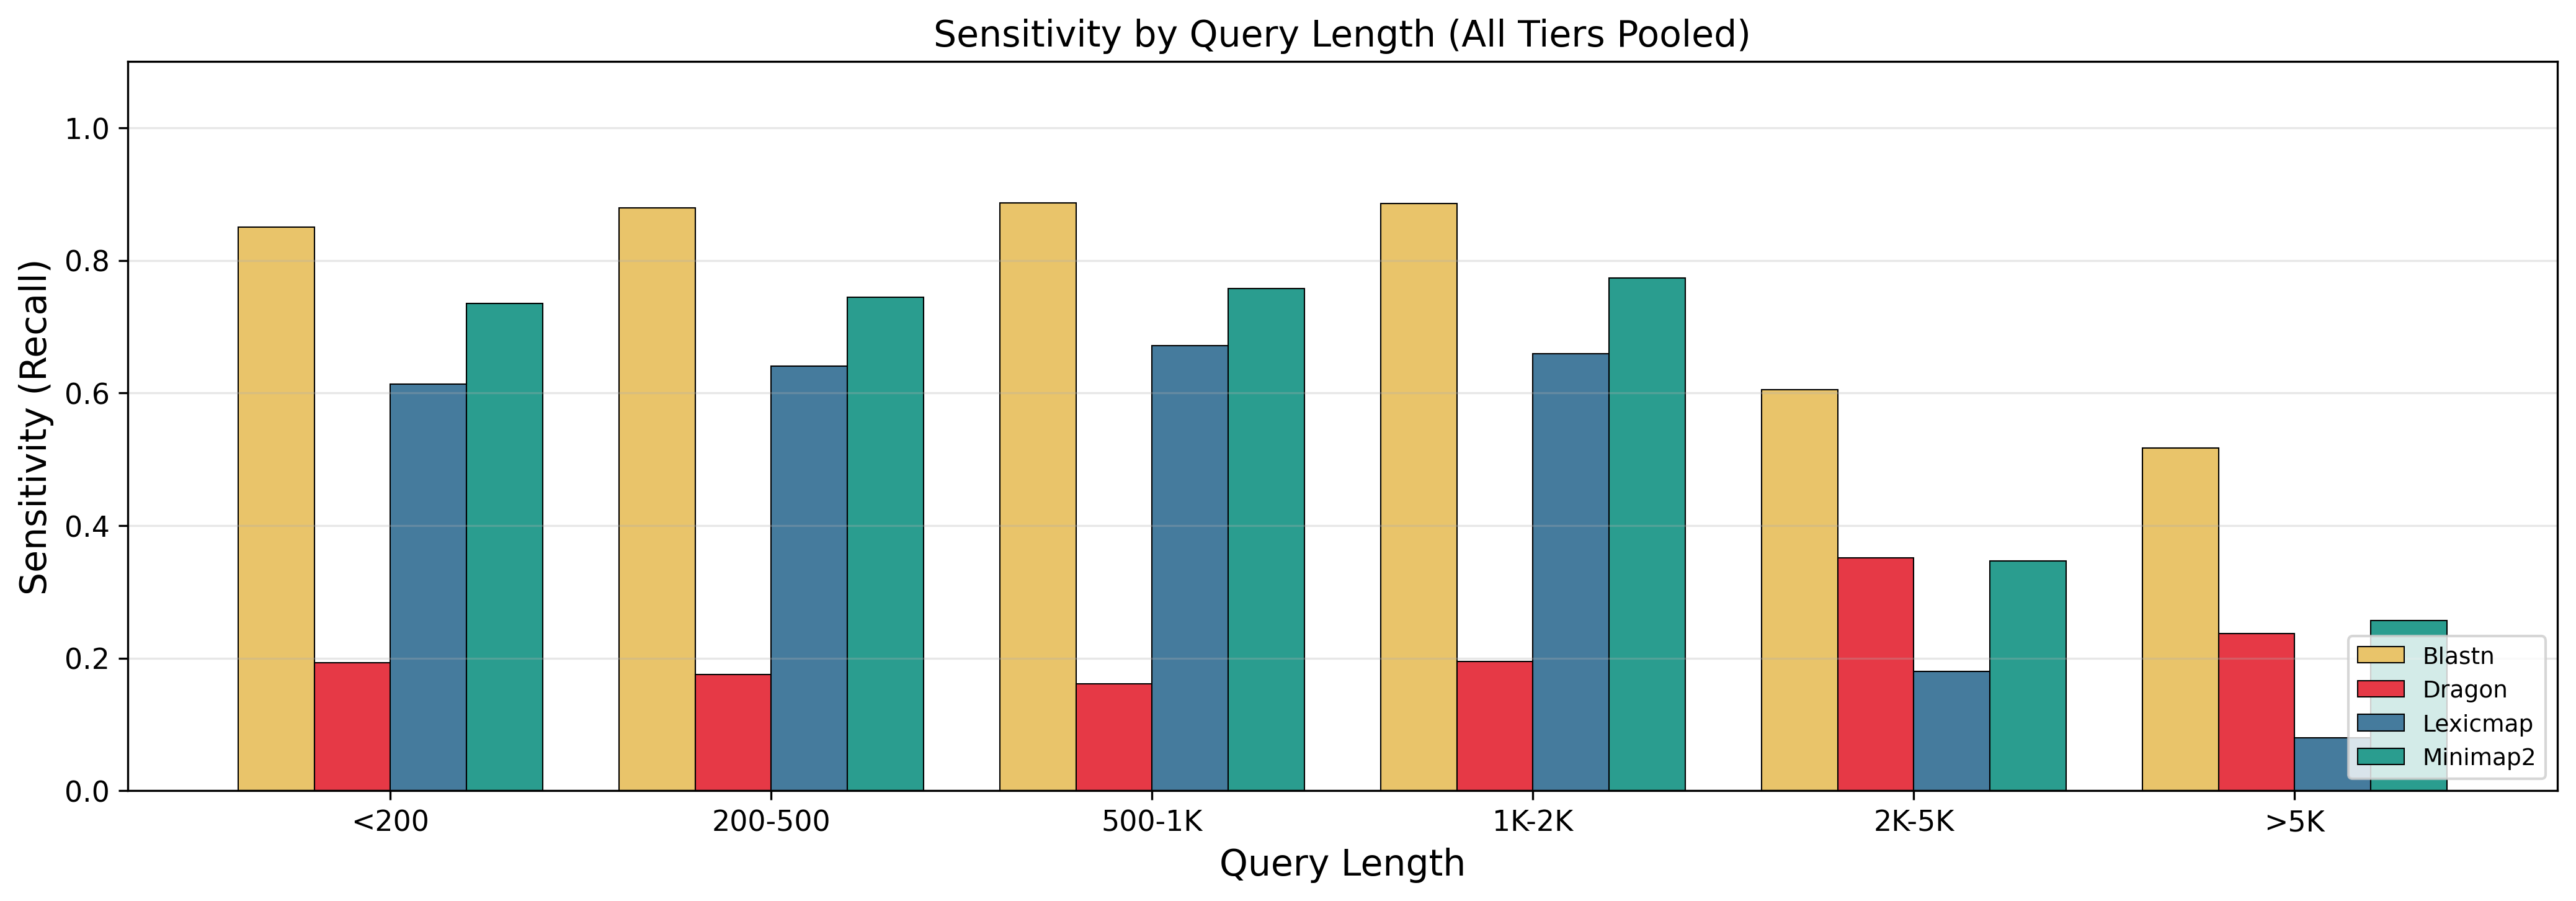 Sensitivity by Query Length (All Tiers Pooled)
Sensitivity (Recall)
1.0
0.8
0.6
0.4
0.2
0.0
Blastn
Dragon
Lexicmap
Minimap2
<200
200-500
500-1K
1K-2K
2K-5K
>5K
Query Length